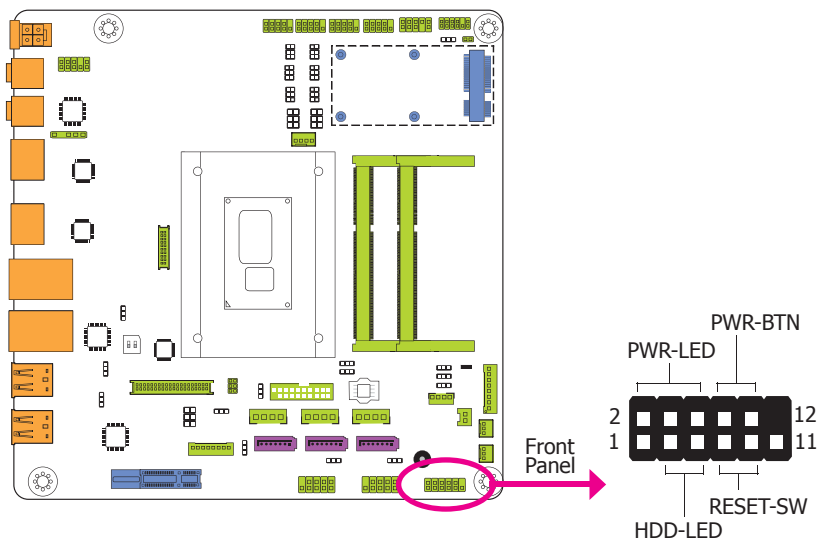 PWR-BTN
PWR-LED
2
12
1
11
Front
Panel
RESET-SW
HDD-LED